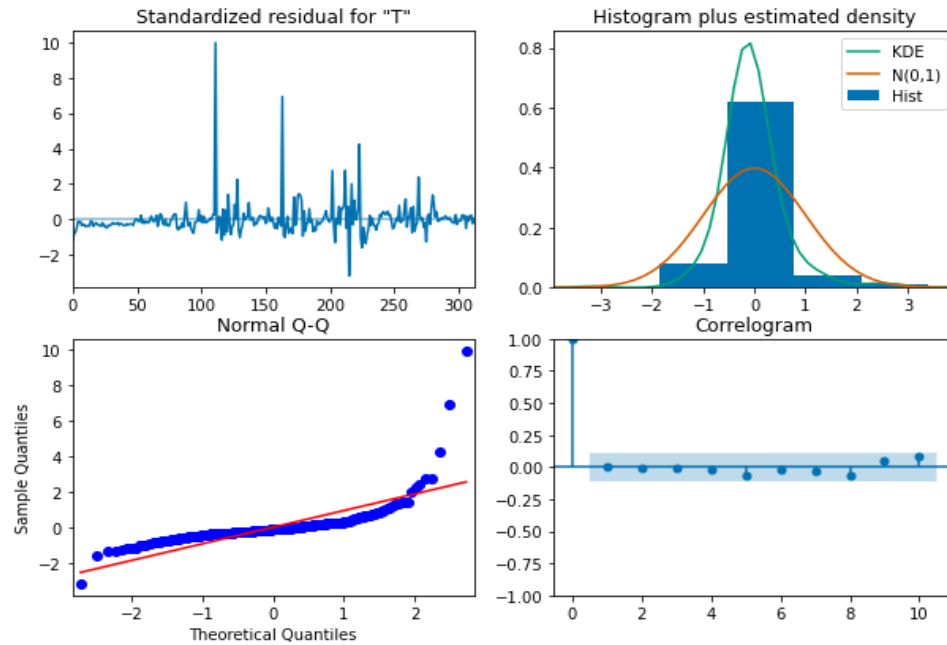 Standardized residual for "T"
10
8
6
4
2
0
−2
0 50 100 150 200 250 300
Histogram plus estimated density
KDE
N(0,1)
Hist
0.8
0.6
0.4
0.2
0.0
−3 −2 −1 0 1 2 3
Normal Q-Q
Sample Quantiles
10
8
6
4
2
0
−2
−2 −1 0 1 2
Theoretical Quantiles
Correlogram
1.00
0.75
0.50
0.25
0.00
−0.25
−0.50
−0.75
−1.00
0 2 4 6 8 10